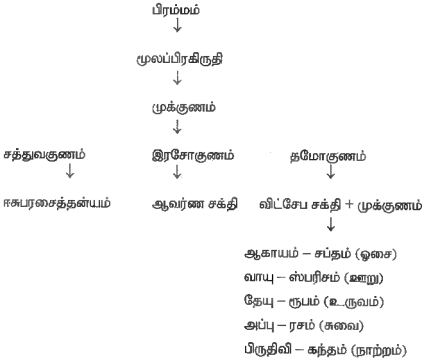 பிரம்மம்
மூலப்பிரகிருதி
முக்குணம்
சத்துவகுணம் இரசோகுணம் தமோகுணம்
ஈசுபரசைத்தன்யம் ஆவர்ண சக்தி விட்சேப சக்தி + முக்குணம்
ஆகாயம் – சப்தம் (ஓசை)
வாயு – ஸ்பரிசம் (ஊறு)
தேயு – ரூபம் (உருவம்)
அப்பு – ரசம் (சுவை)
பிருதிவி – கந்தம் (நாற்றம்)